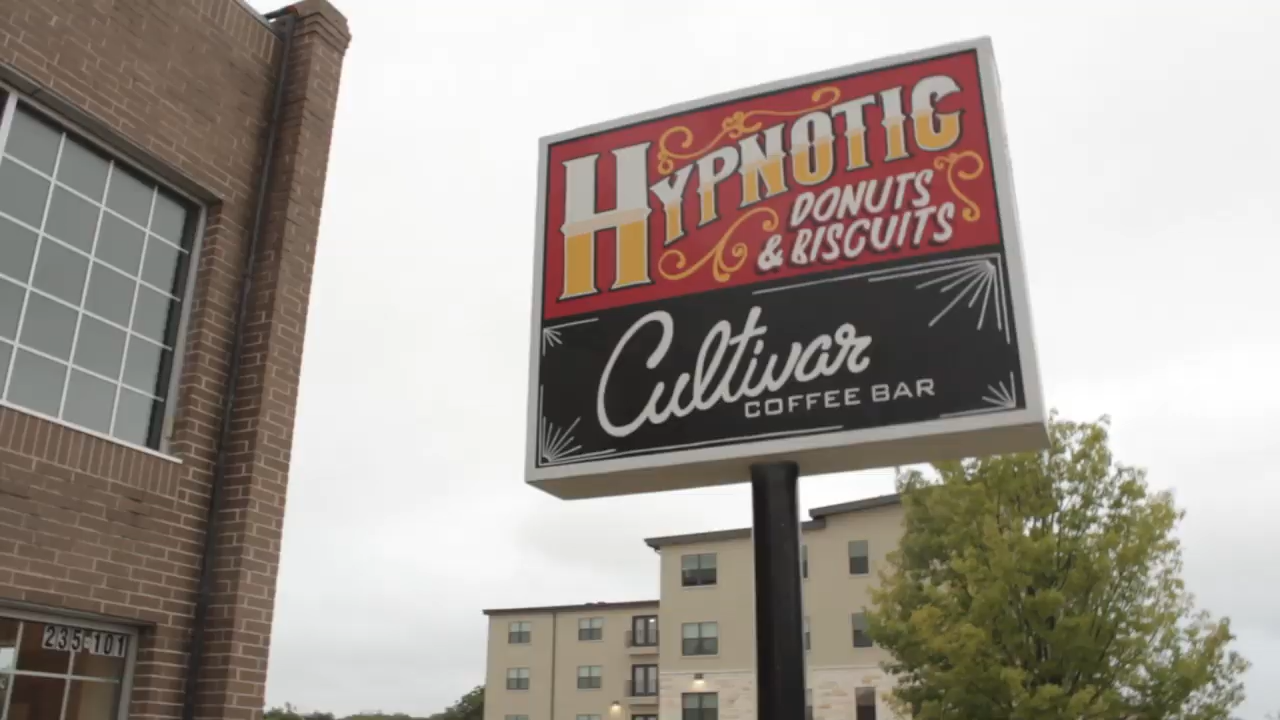 HYPNOTIC
DONUTS
& BISCUITS
Cultivar
COFFEE BAR
235-101